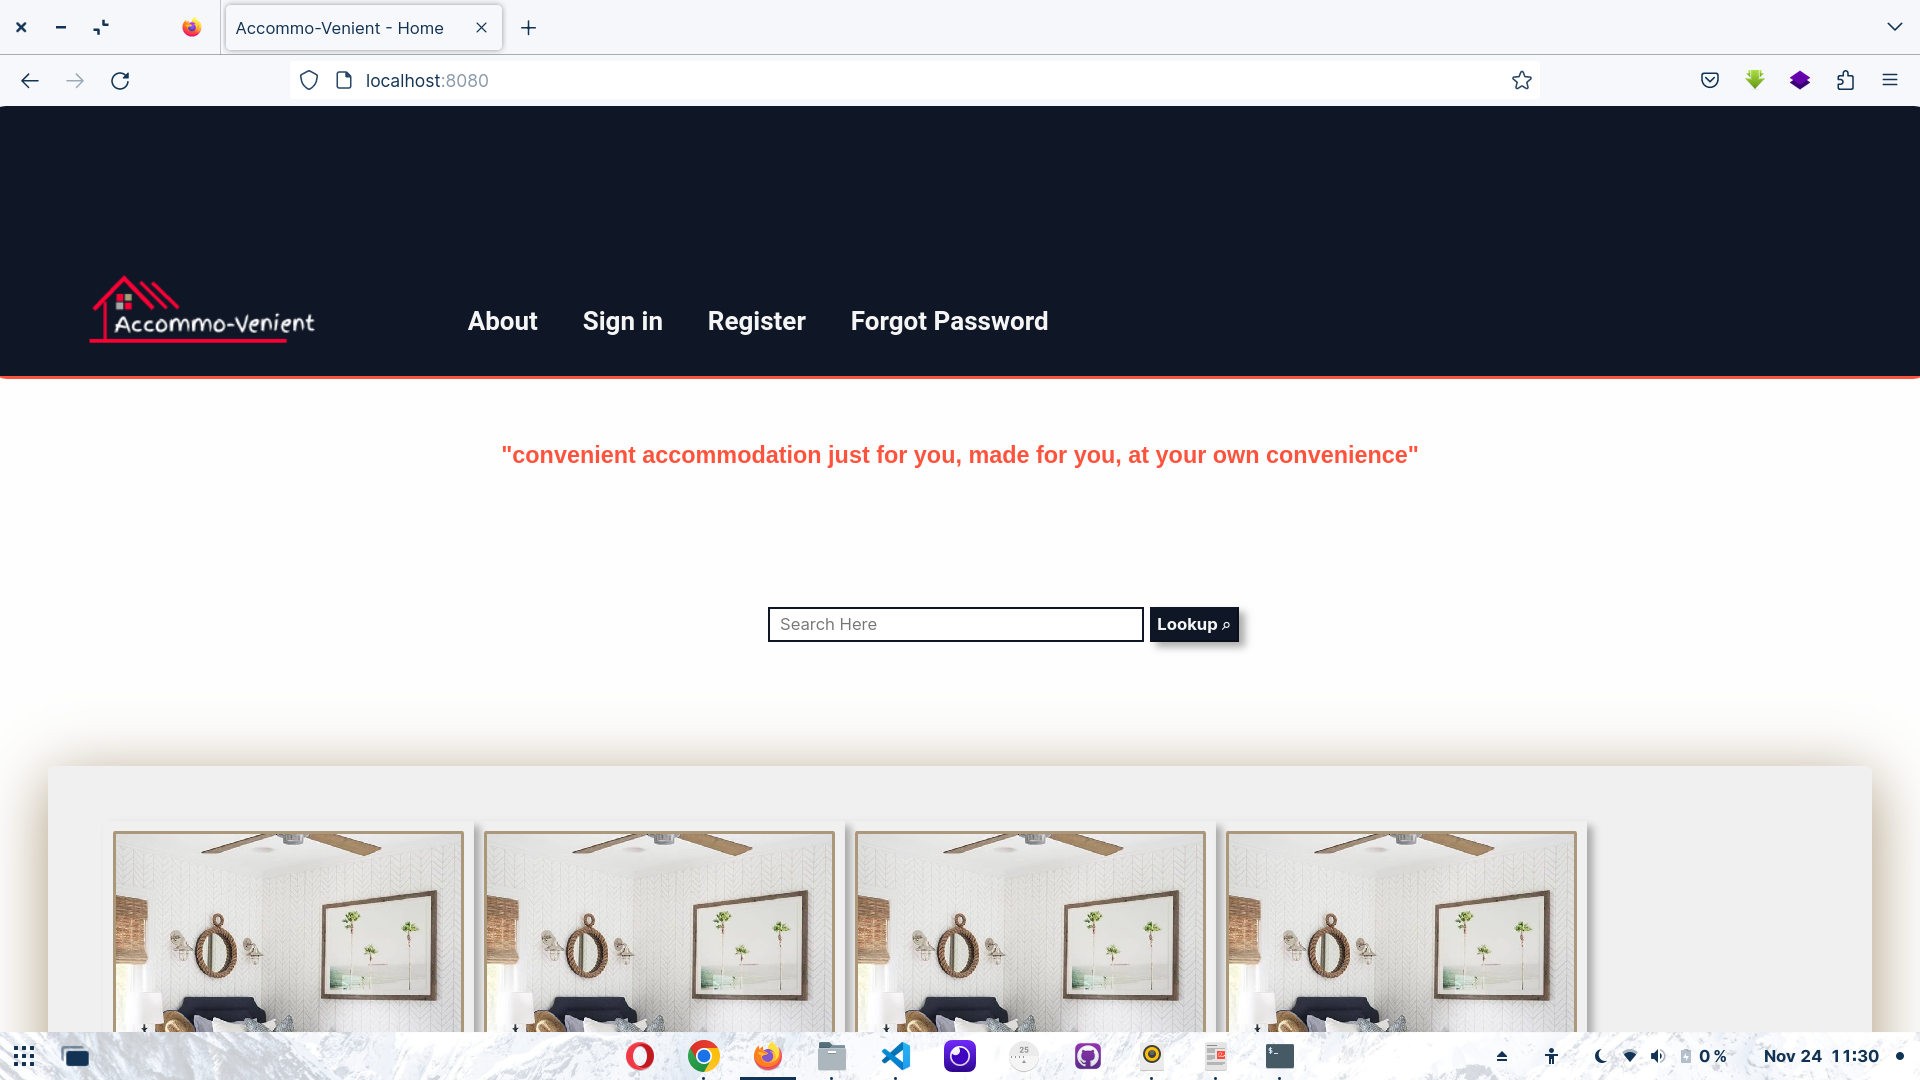 Accommo-Venient - Home
localhost:8080
Accommo-Venient
About Sign in Register Forgot Password
"convenient accommodation just for you, made for you, at your own convenience"
Search Here
Lookup
25
$-
0 % Nov 24 11:30